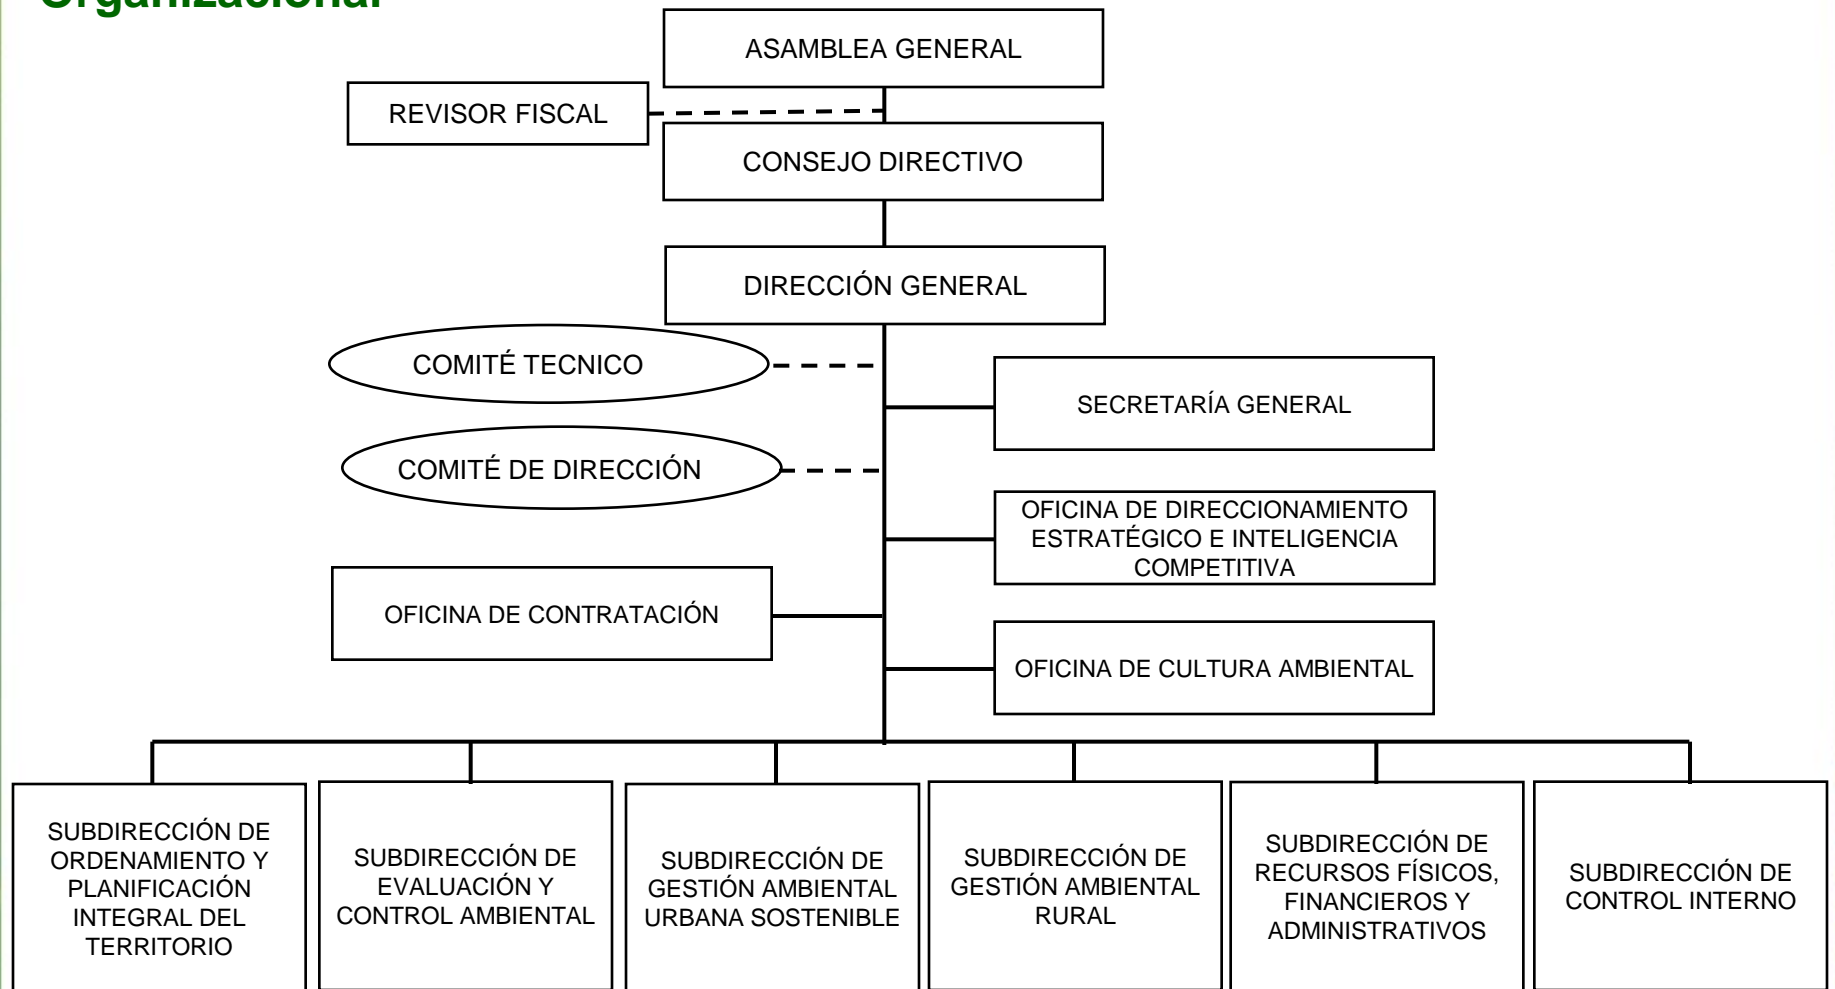 Organizacional
ASAMBLEA GENERAL
REVISOR FISCAL
CONSEJO DIRECTIVO
DIRECCIÓN GENERAL
COMITÉ TECNICO
SECRETARÍA GENERAL
COMITÉ DE DIRECCIÓN
OFICINA DE DIRECCIONAMIENTO
ESTRATÉGICO E INTELIGENCIA
COMPETITIVA
OFICINA DE CONTRATACIÓN
OFICINA DE CULTURA AMBIENTAL
SUBDIRECCIÓN DE
ORDENAMIENTO Y
PLANIFICACIÓN
INTEGRAL DEL
TERRITORIO
SUBDIRECCIÓN DE
EVALUACIÓN Y
CONTROL AMBIENTAL
SUBDIRECCIÓN DE
GESTIÓN AMBIENTAL
URBANA SOSTENIBLE
SUBDIRECCIÓN DE
GESTIÓN AMBIENTAL
RURAL
SUBDIRECCIÓN DE
RECURSOS FÍSICOS,
FINANCIEROS Y
ADMINISTRATIVOS
SUBDIRECCIÓN DE
CONTROL INTERNO